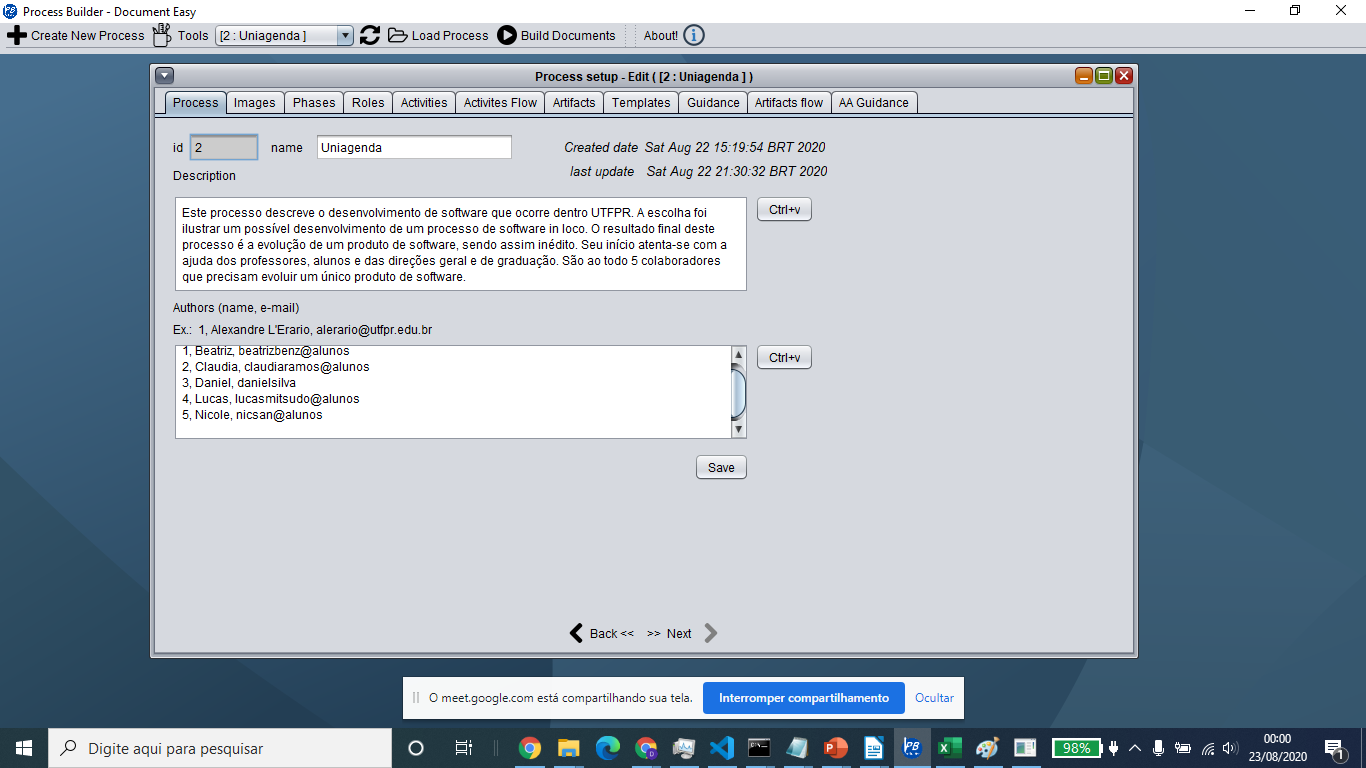 Process Builder - Document Easy
Create New Process Tools [2 : Uniagenda ] Load Process Build Documents About!
Process setup - Edit ( [2 : Uniagenda ] )
Process Images Phases Roles Activities Activites Flow Artifacts Templates Guidance Artifacts flow AA Guidance
id 2 name Uniagenda Created date Sat Aug 22 15:19:54 BRT 2020
last update Sat Aug 22 21:30:32 BRT 2020
Description
Este processo descreve o desenvolvimento de software que ocorre dentro UTFPR. A escolha foi
ilustrar um possível desenvolvimento de um processo de software in loco. O resultado final deste
processo é a evolução de um produto de software, sendo assim inédito. Seu início atenta-se com a
ajuda dos professores, alunos e das direções geral e de graduação. São ao todo 5 colaboradores
que precisam evoluir um único produto de software.
Ctrl+v
Authors (name, e-mail)
Ex.: 1, Alexandre L'Erario, alerario@utfpr.edu.br
1, Beatriz, beatrizbenz@alunos
2, Claudia, claudiaramos@alunos
3, Daniel, danielsilva
4, Lucas, lucasmitsudo@alunos
5, Nicole, nicsan@alunos
Ctrl+v
Save
Back << >> Next
O meet.google.com está compartilhando sua tela. Interromper compartilhamento Ocultar
Digite aqui para pesquisar
98%
00:00
23/08/2020
1